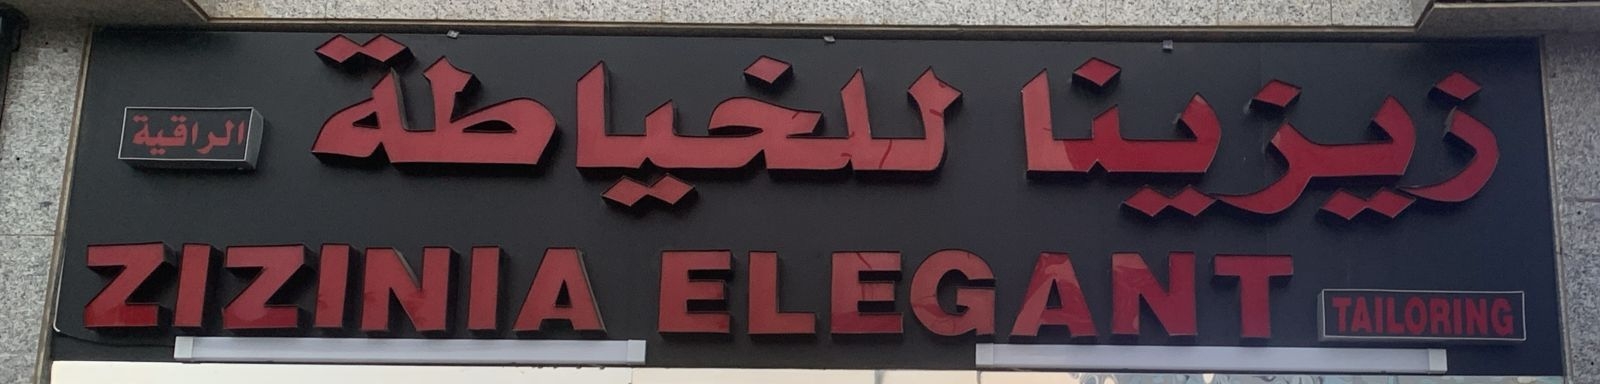 زيزينا للخياطة الراقية
ZIZINIA ELEGANT TAILORING